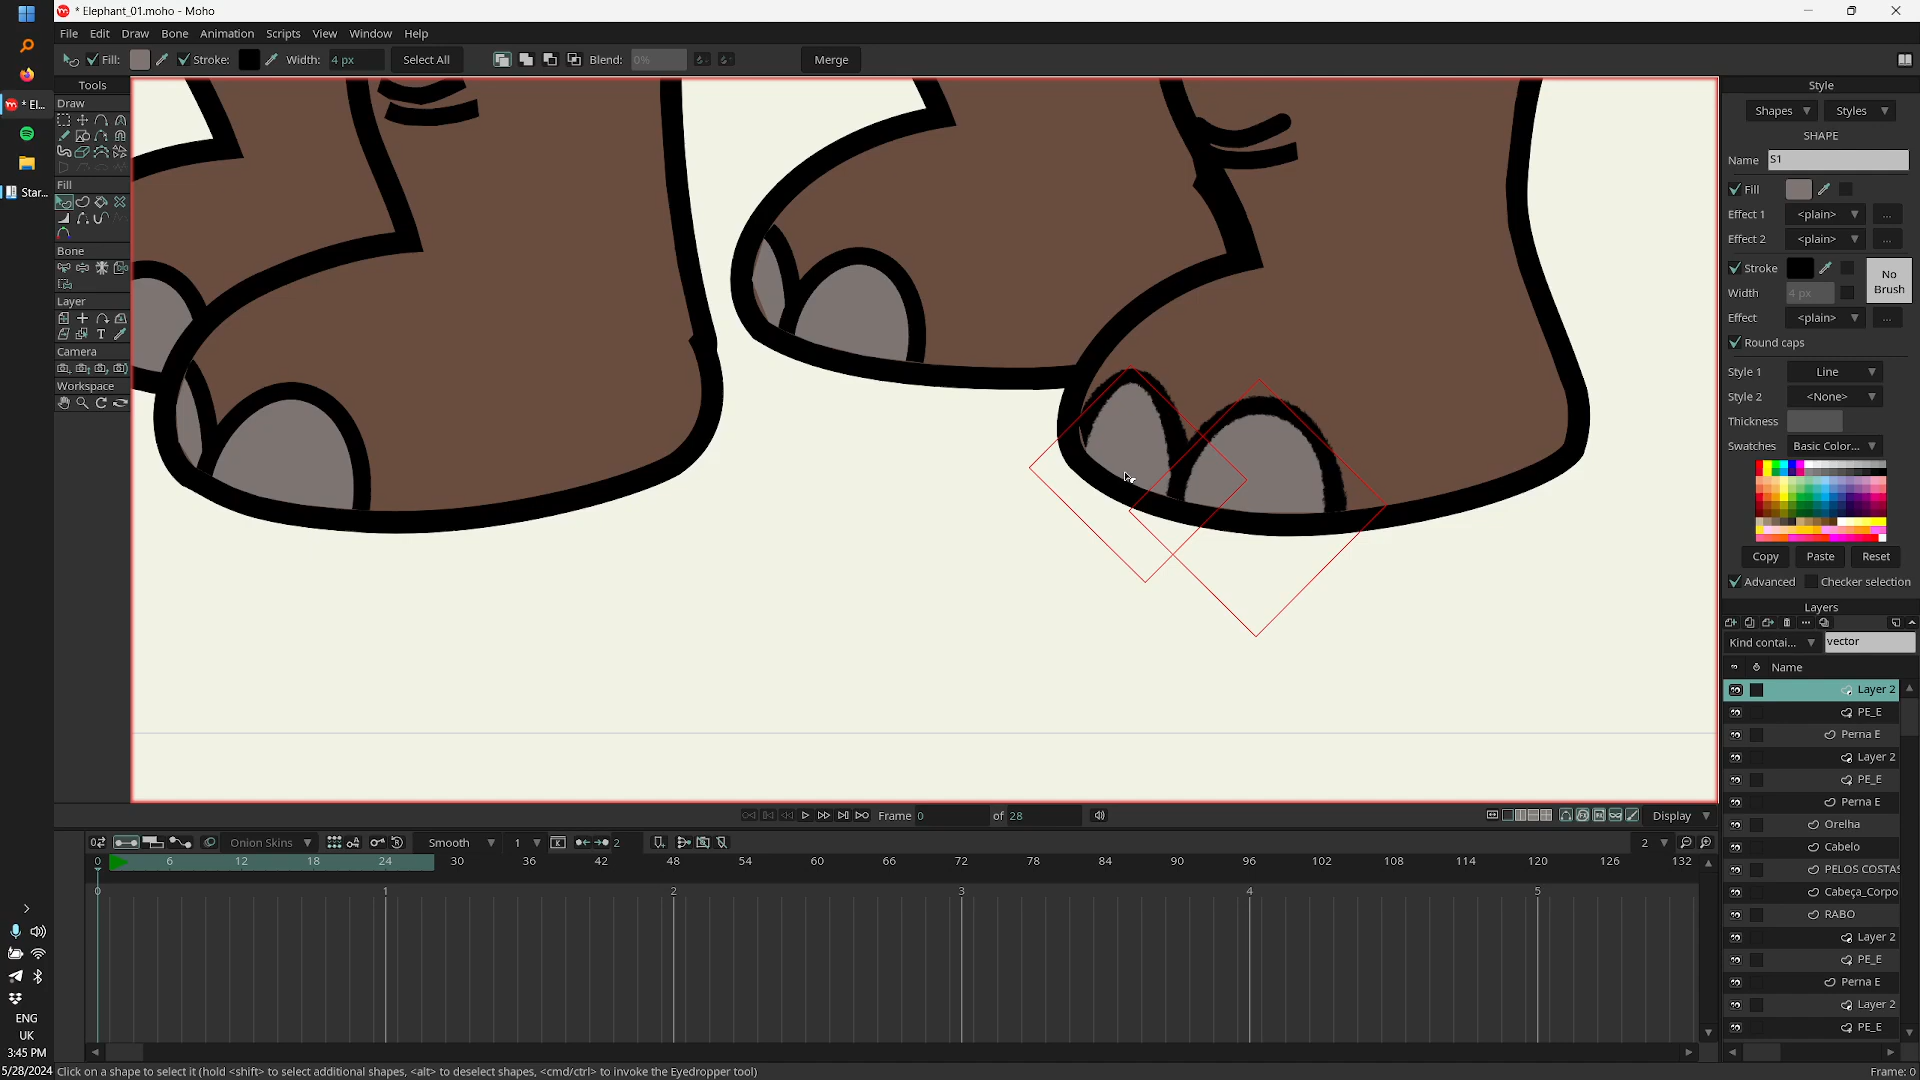 * Elephant_01.moho - Moho
File Edit Draw Bone Animation Scripts View Window Help
Fill: Stroke: Width: 4 px Select All Blend: 0% Merge
Tools
Draw
Fill
Bone
Layer
Camera
Workspace
* El...
Star...
ENG
UK
3:45 PM
5/28/2024
Style
Shapes Styles
SHAPE
Name S1
Fill
Effect 1 <plain> ...
Effect 2 <plain> ...
Stroke No Brush
Width 4 px
Effect <plain> ...
Round caps
Style 1 Line
Style 2 <None>
Thickness
Swatches Basic Color...
Copy Paste Reset
Advanced Checker selection
Layers
Kind contai... vector
Name
Layer 2
PE_E
Perna E
Layer 2
PE_E
Perna E
Orelha
Cabelo
PELOS COSTAS
Cabeça_Corpo
RABO
Layer 2
PE_E
Perna E
Layer 2
PE_E
Frame 0 of 28 Display
Onion Skins Smooth 1 2 2
0 6 12 18 24 30 36 42 48 54 60 66 72 78 84 90 96 102 108 114 120 126 132
0 1 2 3 4 5
Click on a shape to select it (hold <shift> to select additional shapes, <alt> to deselect shapes, <cmd/ctrl> to invoke the Eyedropper tool) Frame: 0